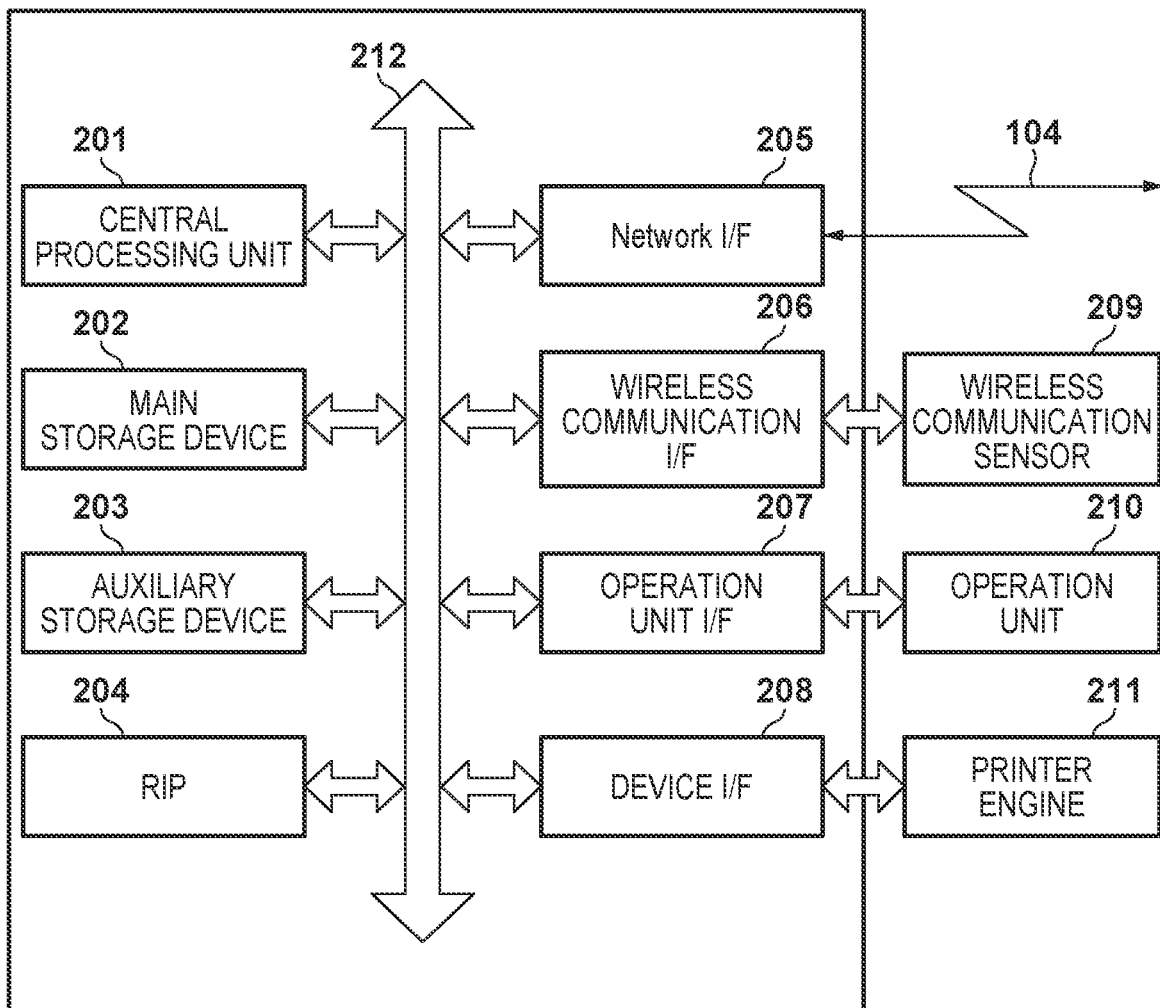 212
201
CENTRAL
PROCESSING UNIT
205
Network I/F
104
202
MAIN
STORAGE DEVICE
206
WIRELESS
COMMUNICATION
I/F
209
WIRELESS
COMMUNICATION
SENSOR
203
AUXILIARY
STORAGE DEVICE
207
OPERATION
UNIT I/F
210
OPERATION
UNIT
204
RIP
208
DEVICE I/F
211
PRINTER
ENGINE